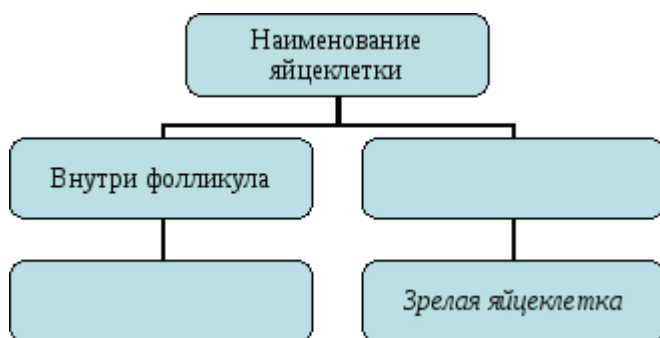 Наименование
яйцеклетки
Внутри фолликула
Зрелая яйцеклетка